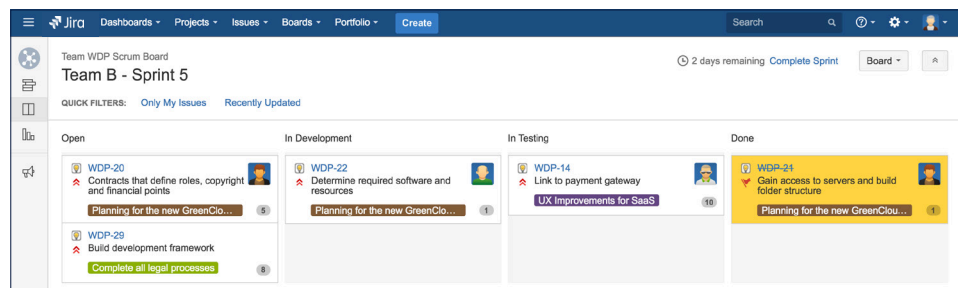 Jira Dashboards Projects Issues Boards Portfolio Create Search
Team WDP Scrum Board
Team B - Sprint 5
2 days remaining Complete Sprint Board
QUICK FILTERS: Only My Issues Recently Updated
Open
WDP-20
Contracts that define roles, copyright
and financial points
Planning for the new GreenClo... 5
WDP-29
Build development framework
Complete all legal processes 8
In Development
WDP-22
Determine required software and
resources
Planning for the new GreenClo... 1
In Testing
WDP-14
Link to payment gateway
UX Improvements for SaaS 10
Done
WDP-21
Gain access to servers and build
folder structure
Planning for the new GreenClou... 1